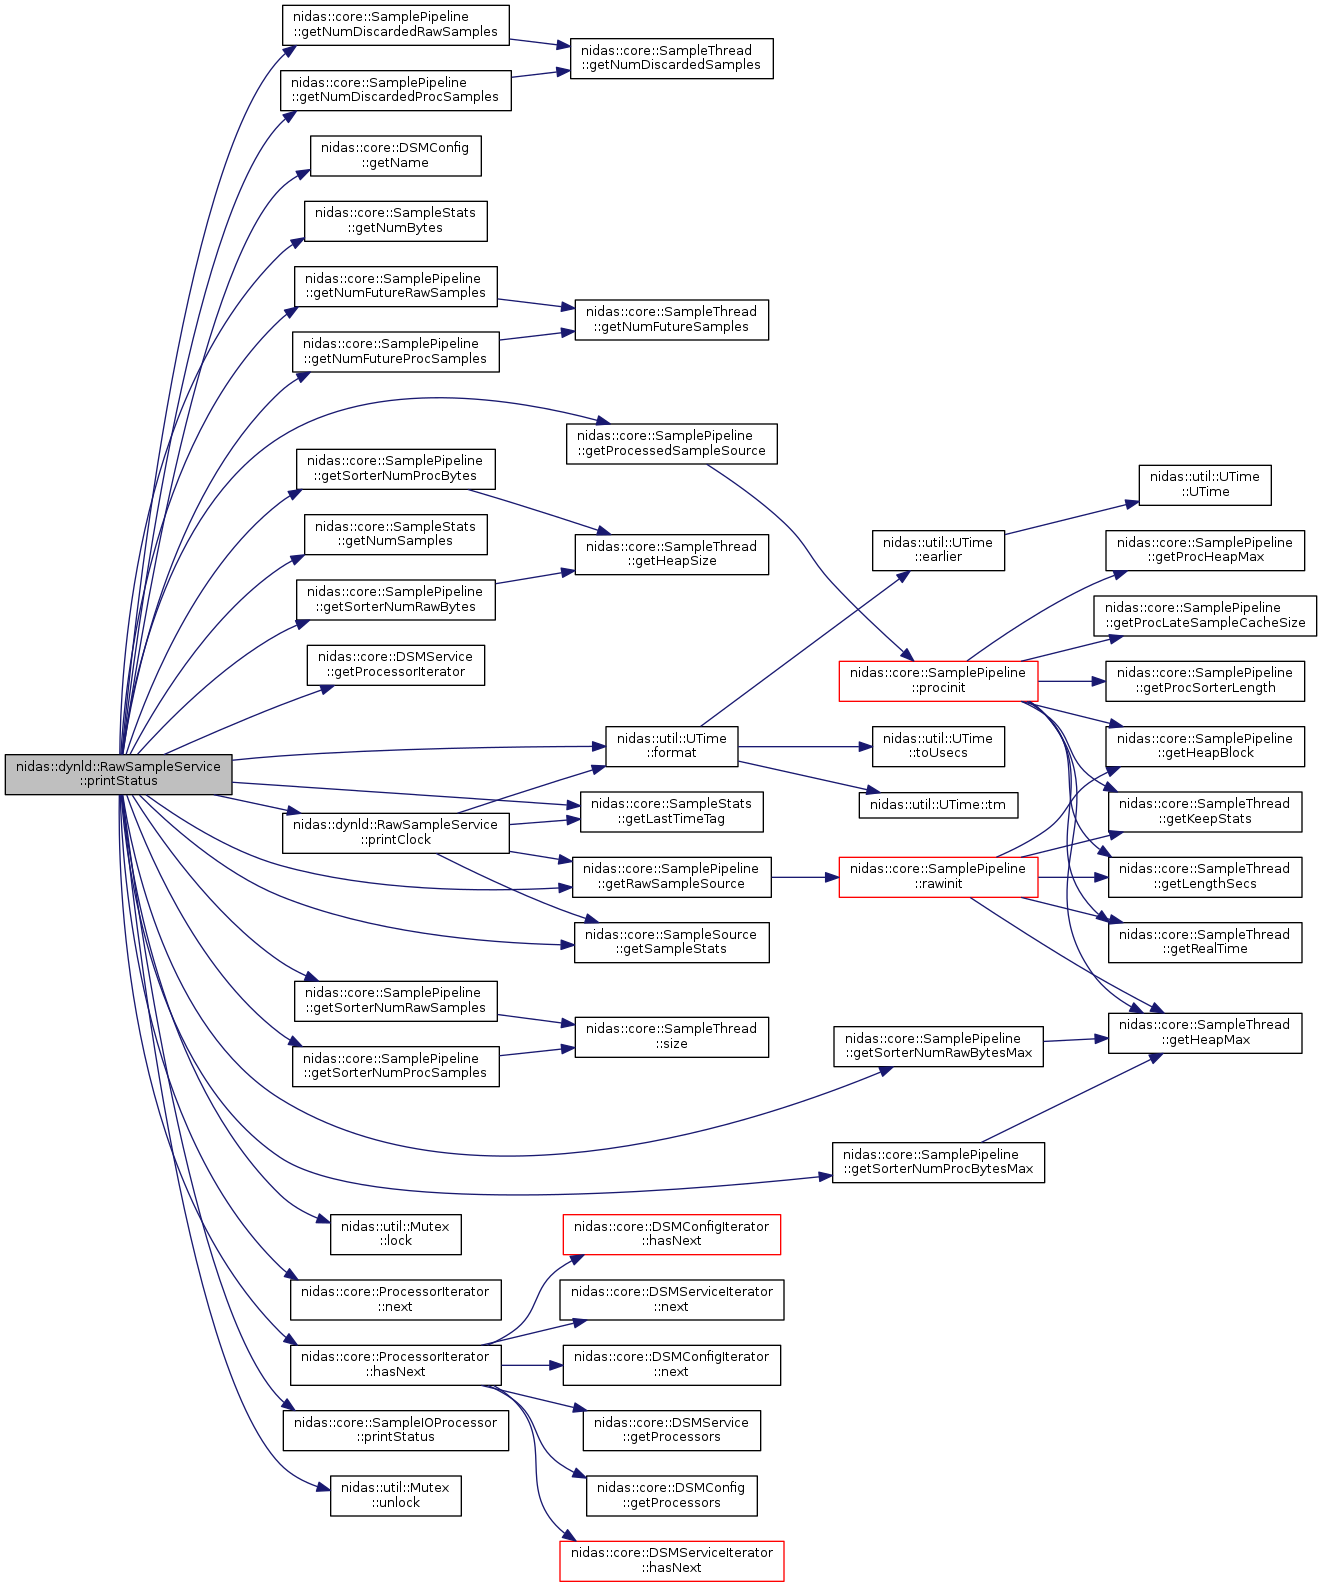 nidas::core::SamplePipeline
::getNumDiscardedRawSamples
nidas::core::SampleThread
::getNumDiscardedSamples
nidas::core::SamplePipeline
::getNumDiscardedProcSamples
nidas::core::DSMConfig
::getName
nidas::core::SampleStats
::getNumBytes
nidas::core::SamplePipeline
::getNumFutureRawSamples
nidas::core::SampleThread
::getNumFutureSamples
nidas::core::SamplePipeline
::getNumFutureProcSamples
nidas::core::SamplePipeline
::getProcessedSampleSource
nidas::core::SamplePipeline
::getSorterNumProcBytes
nidas::util::UTime
::UTime
nidas::core::SampleStats
::getNumSamples
nidas::core::SampleThread
::getHeapSize
nidas::util::UTime
::earlier
nidas::core::SamplePipeline
::getProcHeapMax
nidas::core::SamplePipeline
::getSorterNumRawBytes
nidas::core::SamplePipeline
::getProcLateSampleCacheSize
nidas::core::DSMService
::getProcessorIterator
nidas::core::SamplePipeline
::procinit
nidas::core::SamplePipeline
::getProcSorterLength
nidas::dynld::RawSampleService
::printStatus
nidas::util::UTime
::format
nidas::util::UTime
::toUsecs
nidas::core::SamplePipeline
::getHeapBlock
nidas::dynld::RawSampleService
::printClock
nidas::core::SampleStats
::getLastTimeTag
nidas::util::UTime::tm
nidas::core::SampleThread
::getKeepStats
nidas::core::SamplePipeline
::getRawSampleSource
nidas::core::SamplePipeline
::rawinit
nidas::core::SampleThread
::getLengthSecs
nidas::core::SampleSource
::getSampleStats
nidas::core::SampleThread
::getRealTime
nidas::core::SamplePipeline
::getSorterNumRawSamples
nidas::core::SampleThread
::size
nidas::core::SamplePipeline
::getSorterNumRawBytesMax
nidas::core::SampleThread
::getHeapMax
nidas::core::SamplePipeline
::getSorterNumProcSamples
nidas::core::SamplePipeline
::getSorterNumProcBytesMax
nidas::util::Mutex
::lock
nidas::core::DSMConfigIterator
::hasNext
nidas::core::ProcessorIterator
::next
nidas::core::DSMServiceIterator
::next
nidas::core::ProcessorIterator
::hasNext
nidas::core::DSMConfigIterator
::next
nidas::core::SampleIOProcessor
::printStatus
nidas::core::DSMService
::getProcessors
nidas::util::Mutex
::unlock
nidas::core::DSMConfig
::getProcessors
nidas::core::DSMServiceIterator
::hasNext